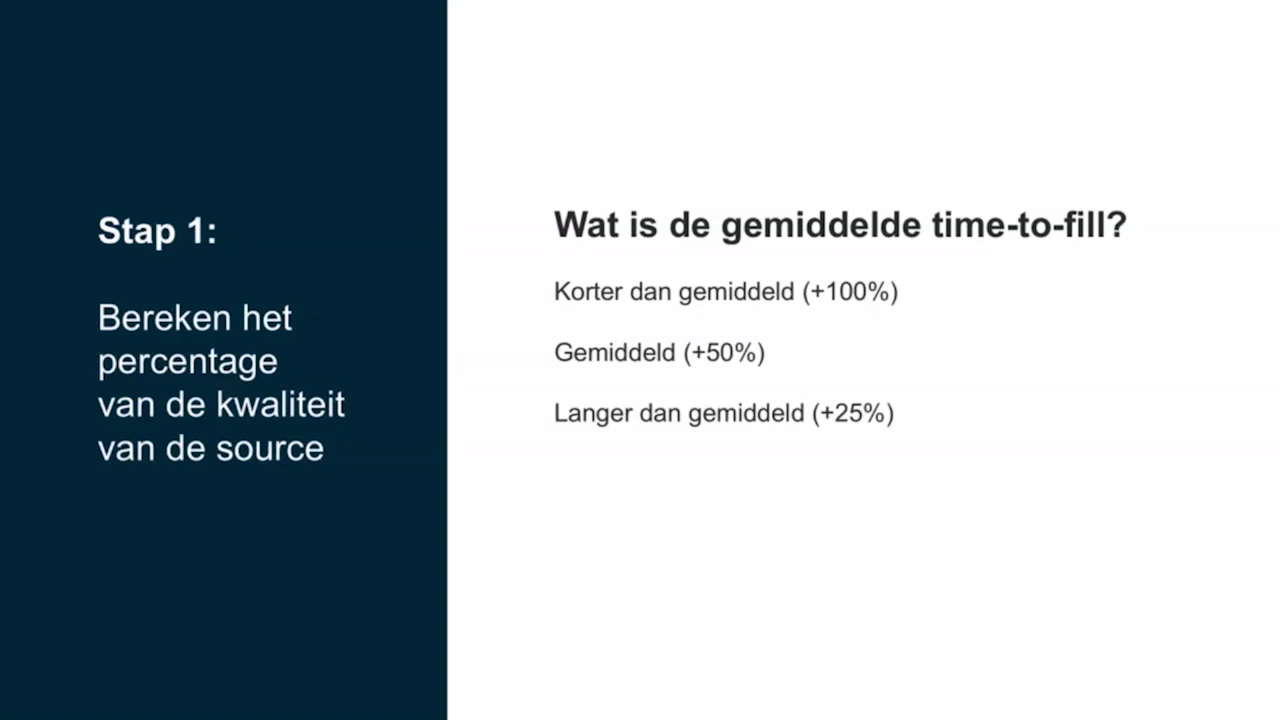 Stap 1:
Bereken het
percentage
van de kwaliteit
van de source
Wat is de gemiddelde time-to-fill?
Korter dan gemiddeld (+100%)
Gemiddeld (+50%)
Langer dan gemiddeld (+25%)